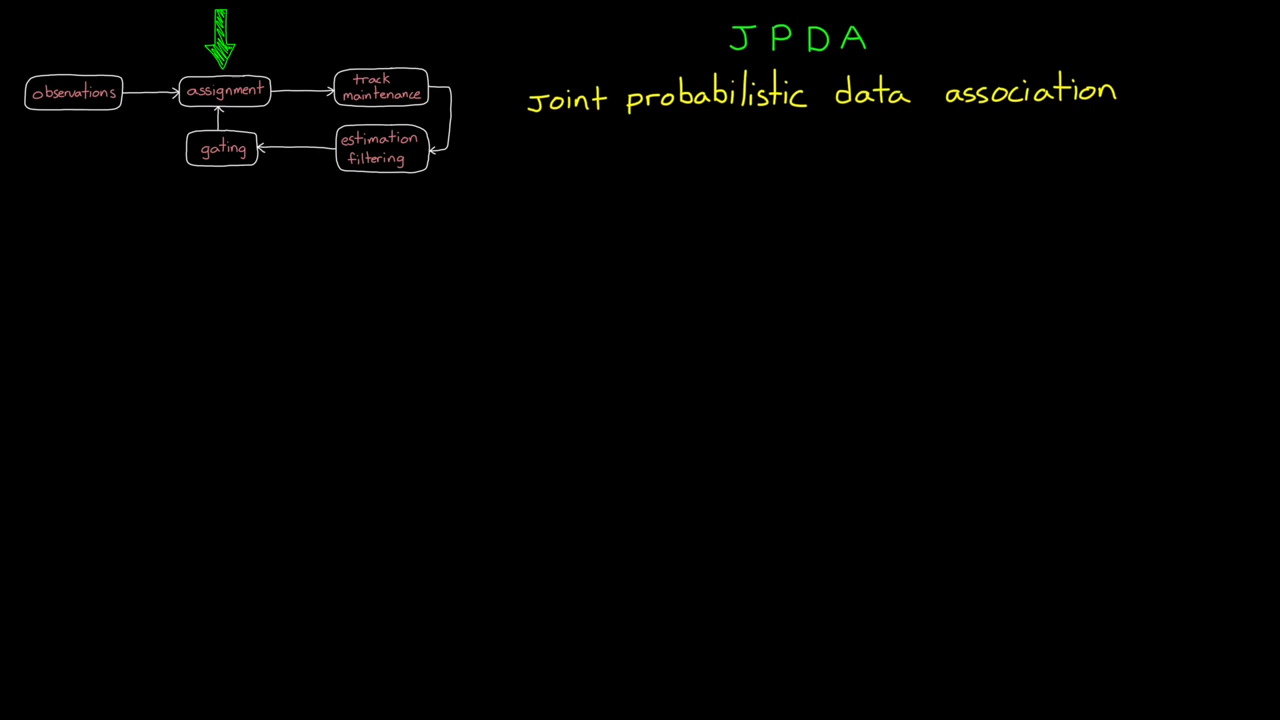 JPDA
Joint probabilistic data association
observations
assignment
track
maintenance
gating
estimation
filtering